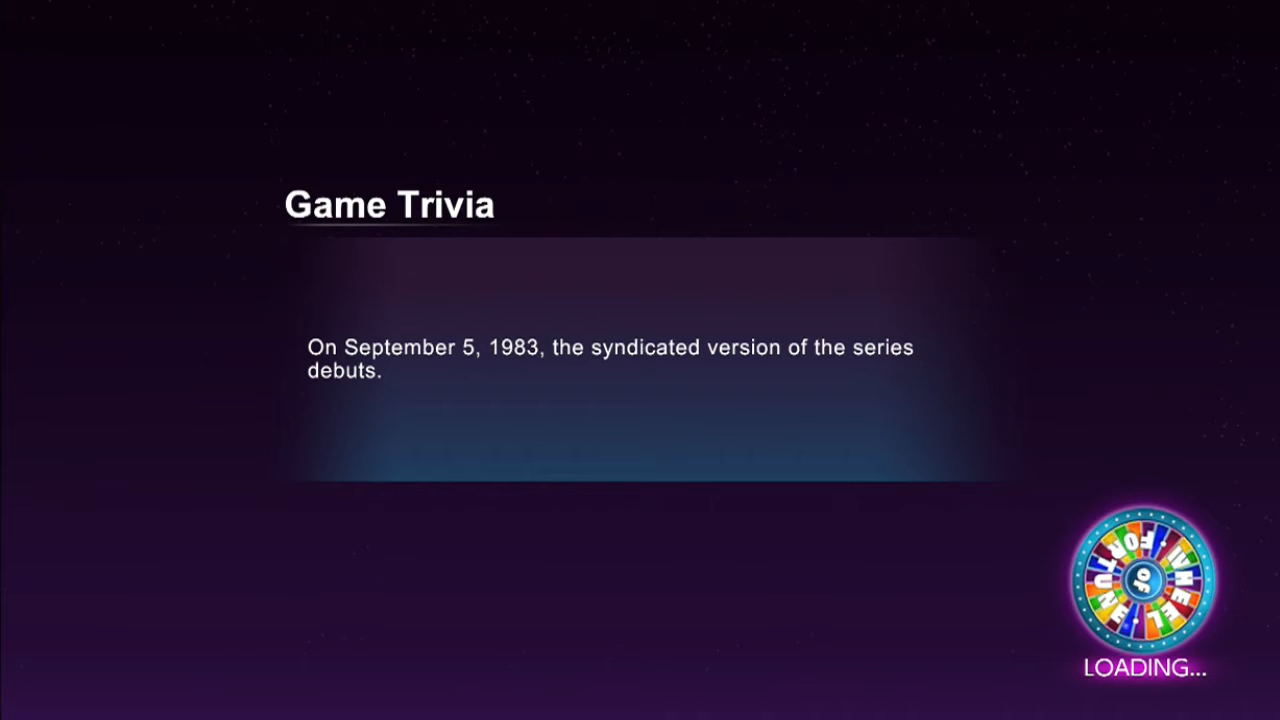 Game Trivia
On September 5, 1983, the syndicated version of the series
debuts.
WHEEL
OF
FORTUNE
LOADING...